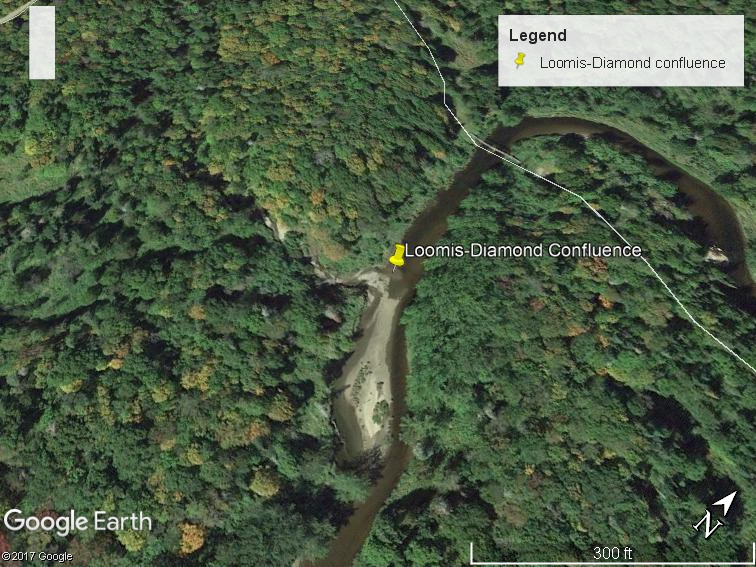 Legend
Loomis-Diamond confluence
Loomis-Diamond Confluence
Google Earth
©2017 Google
N
300 ft